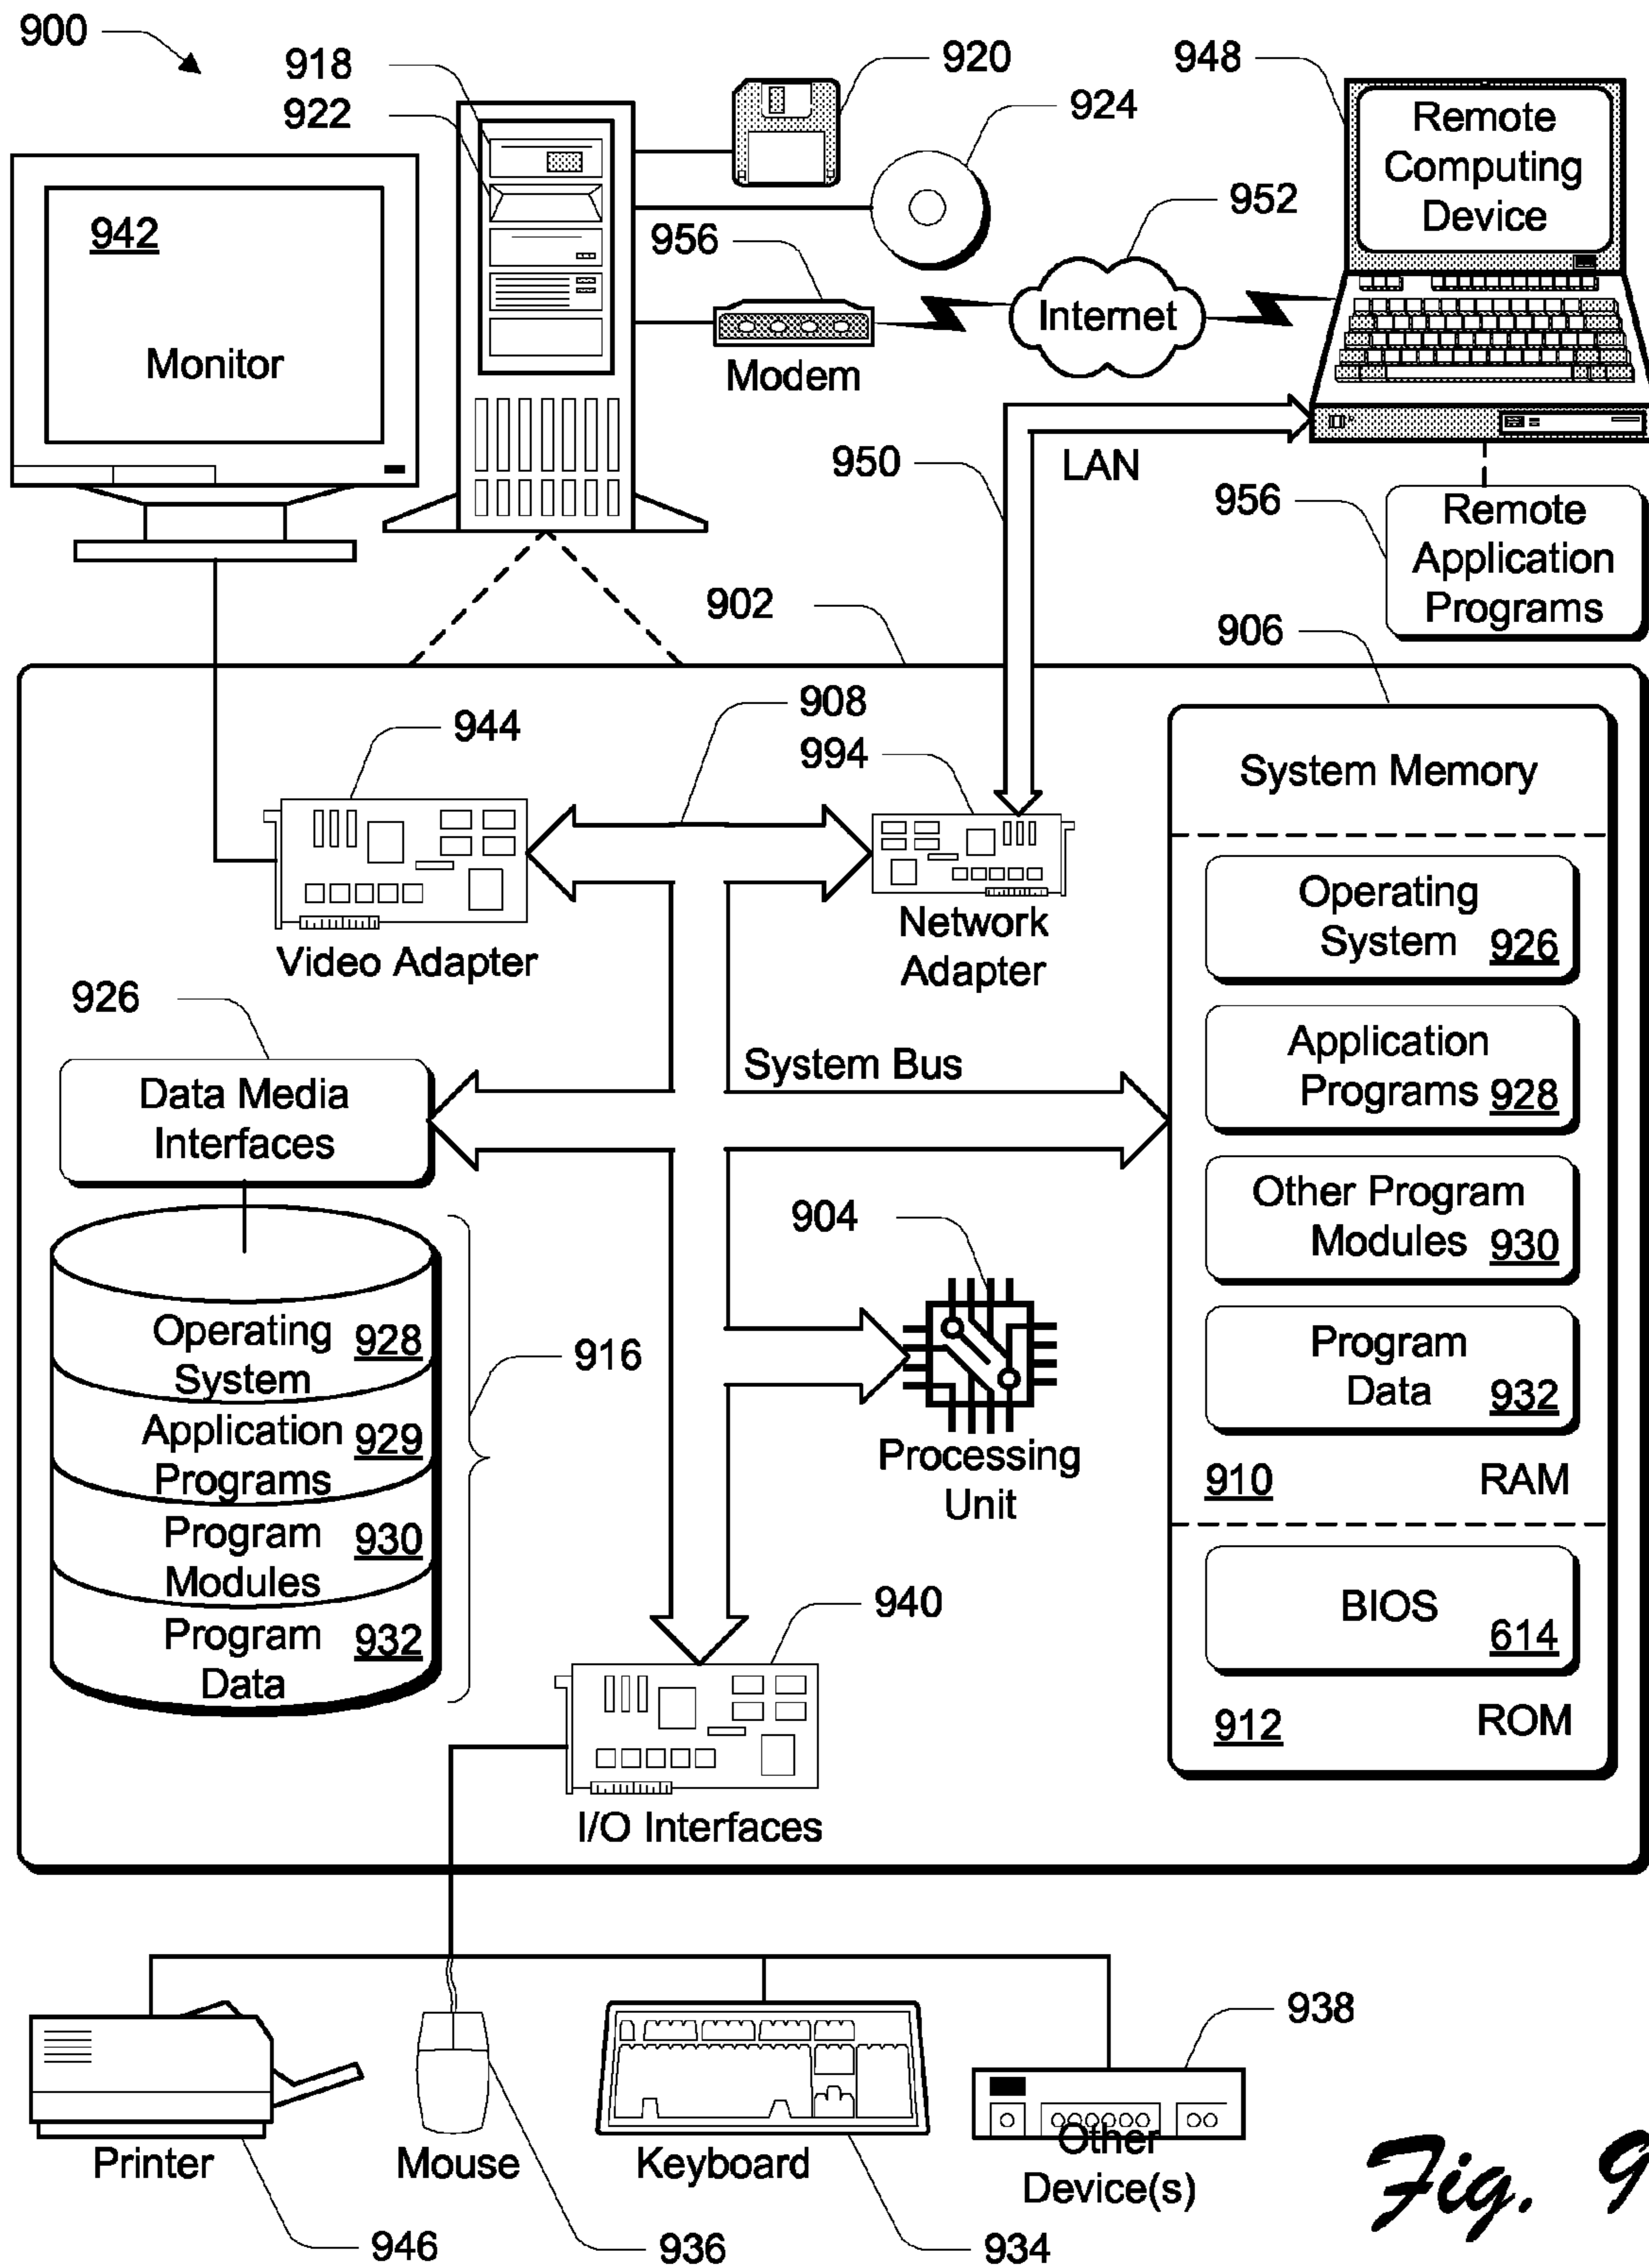 900
918
922
920
924
948
Remote
Computing
Device
942
Monitor
956
Modem
952
Internet
950
LAN
956
Remote
Application
Programs
902
906
944
Video Adapter
908
994
Network
Adapter
System Memory
Operating
System 926
Application
Programs 928
Other Program
Modules 930
Program
Data 932
910 RAM
BIOS
614
912 ROM
926
Data Media
Interfaces
System Bus
904
Processing
Unit
Operating 928
System
Application 929
Programs
Program 930
Modules
Program 932
Data
916
940
I/O Interfaces
938
Printer
Mouse
Keyboard
Other
Device(s)
946
936
934
Fig. 9